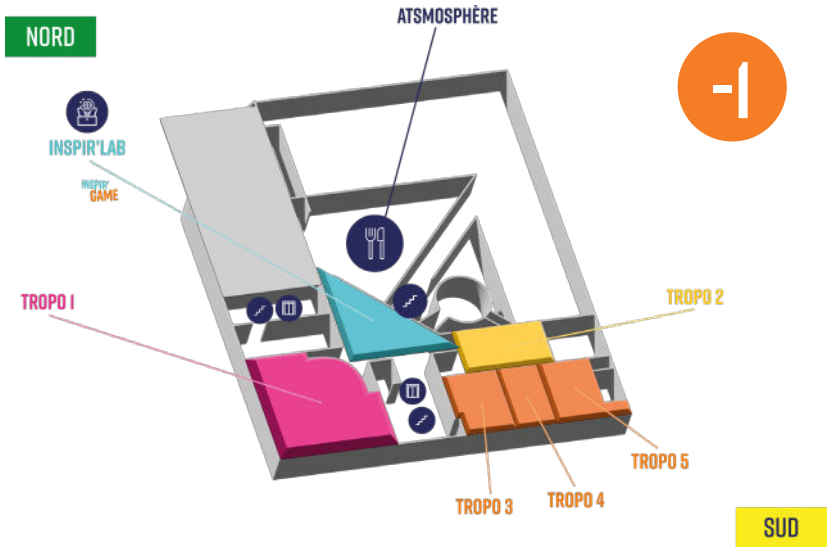 ATSMOSPHÈRE
NORD
-1
INSPIR'LAB
INSPIR'
GAME
TROPO 1
TROPO 2
TROPO 5
TROPO 4
TROPO 3
SUD